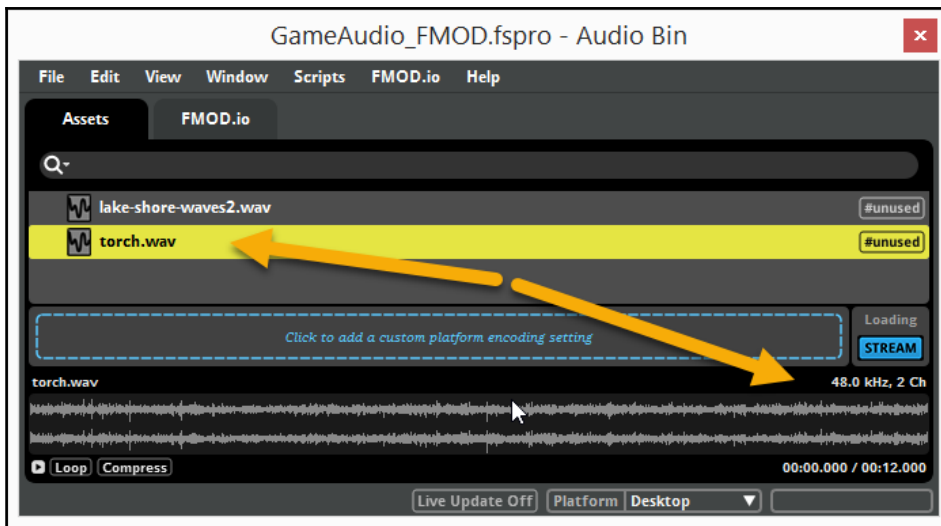 GameAudio_FMOD.fspro - Audio Bin
File Edit View Window Scripts FMOD.io Help
Assets FMOD.io
lake-shore-waves2.wav #unused
torch.wav #unused
Click to add a custom platform encoding setting
Loading
STREAM
torch.wav 48.0 kHz, 2 Ch
Loop Compress 00:00.000 / 00:12.000
Live Update Off Platform Desktop